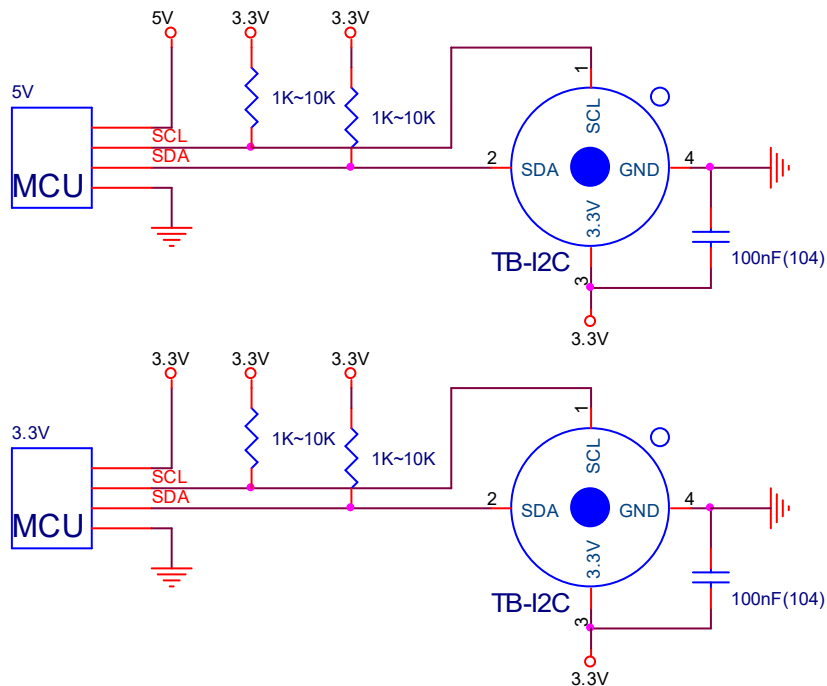 5V
3.3V
3.3V
5V
1K~10K
1K~10K
1
SCL
SCL
SDA
MCU
2
SDA
GND
4
3.3V
TB-I2C
3
100nF(104)
3.3V
3.3V
3.3V
3.3V
3.3V
1K~10K
1K~10K
1
SCL
SCL
SDA
MCU
2
SDA
GND
4
3.3V
TB-I2C
3
100nF(104)
3.3V